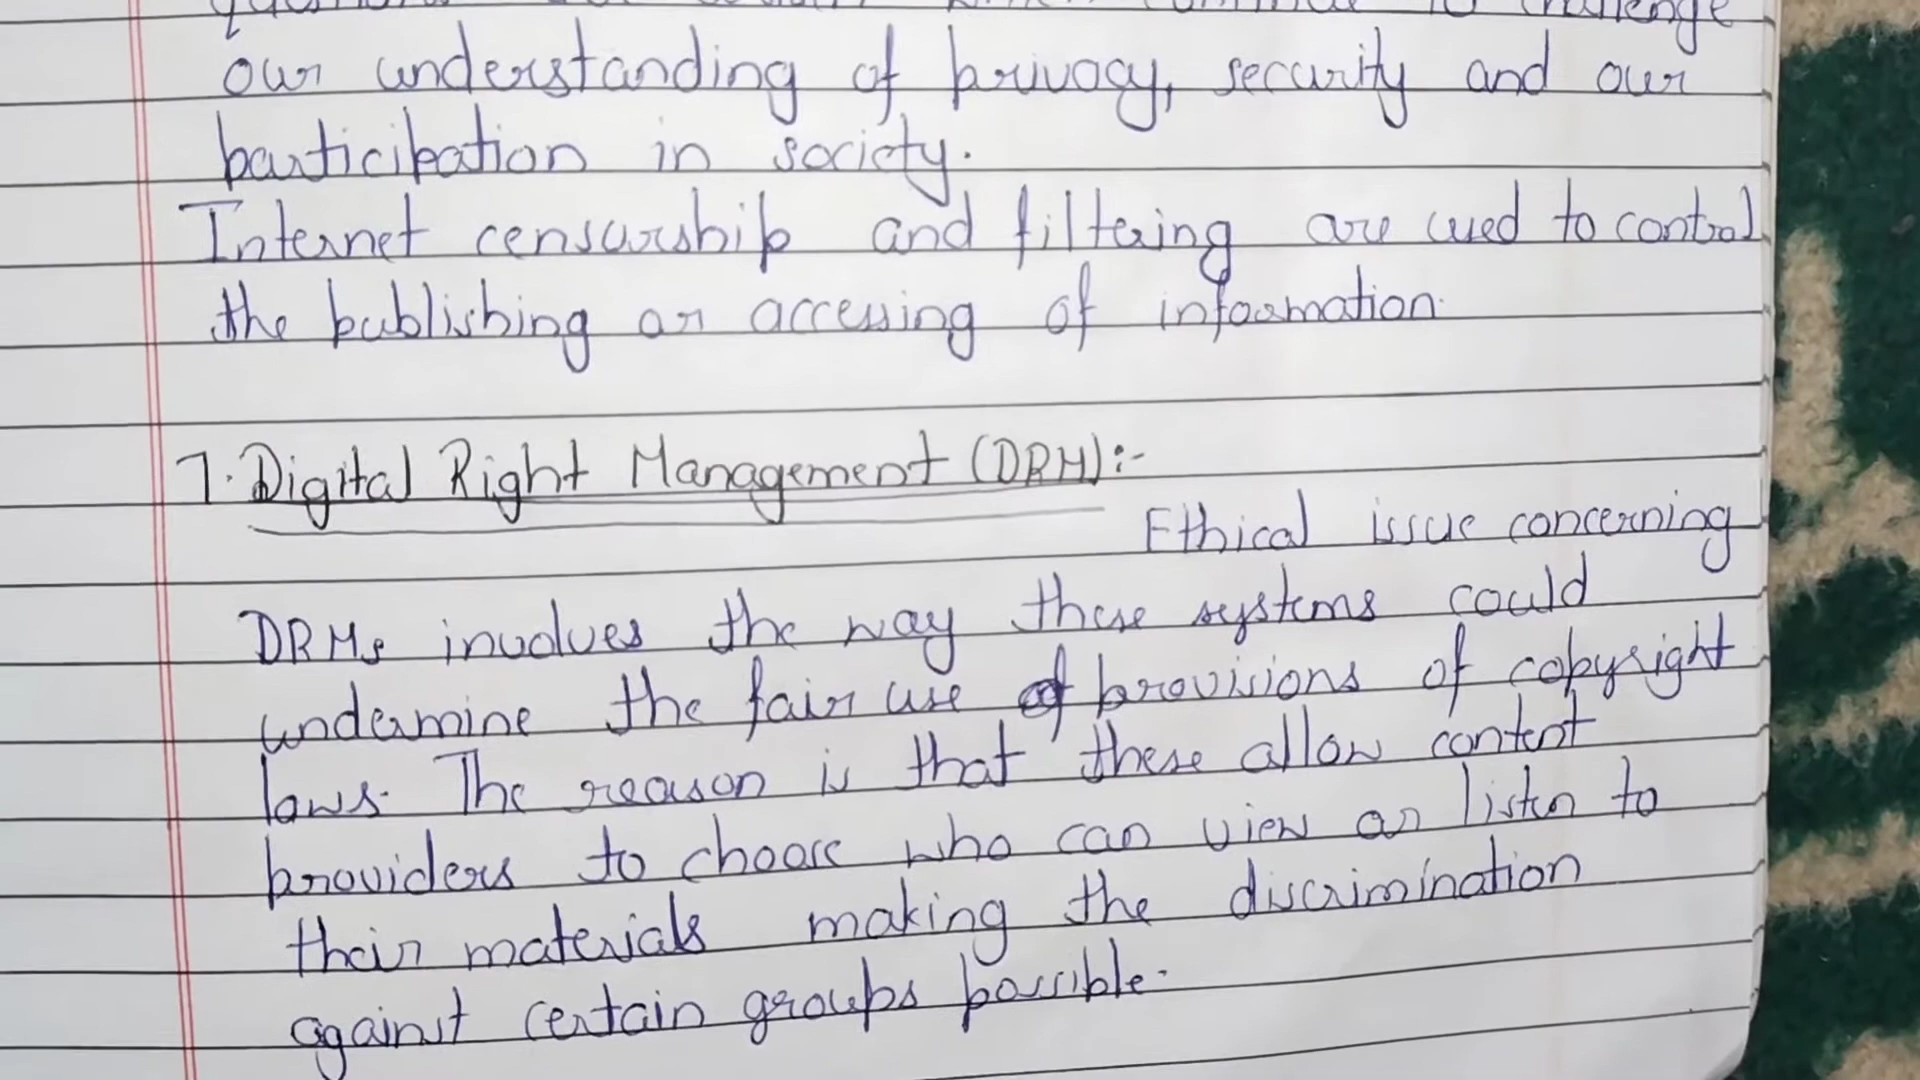 challenge
our understanding of privacy, security and our
participation in society.
Internet censurship and filtering are used to control
the publishing or accessing of information.
7. Digital Right Management (DRM):-
Ethical issue concerning
DRMs involves the way these systems could
undermine the fair use of provisions of copyright
laws. The reason is that these allow content
providers to choose who can view or listen to
their materials making the discrimination
against certain groups possible.